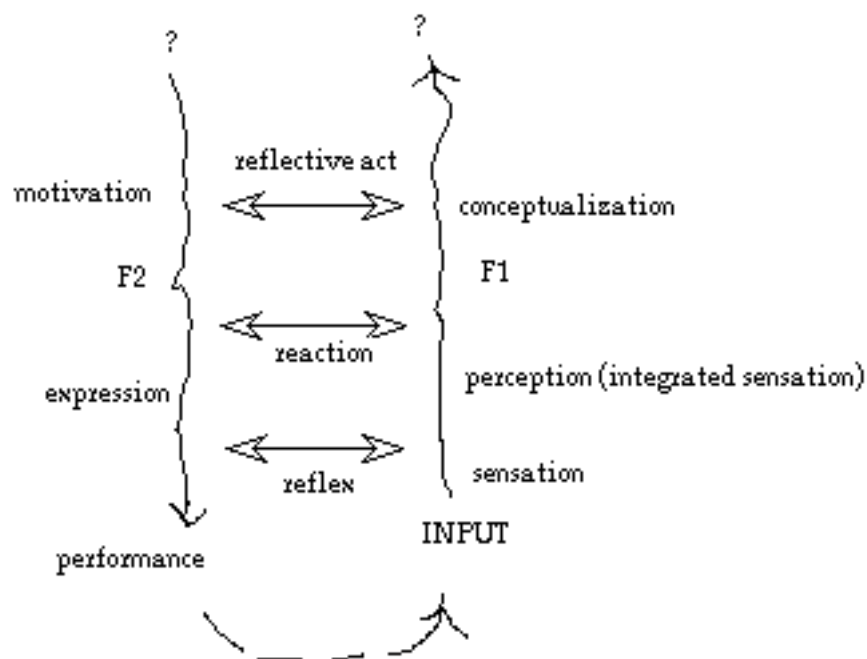 ?
?
reflective act
motivation
conceptualization
F2
F1
reaction
perception (integrated sensation)
expression
sensation
reflex
INPUT
performance